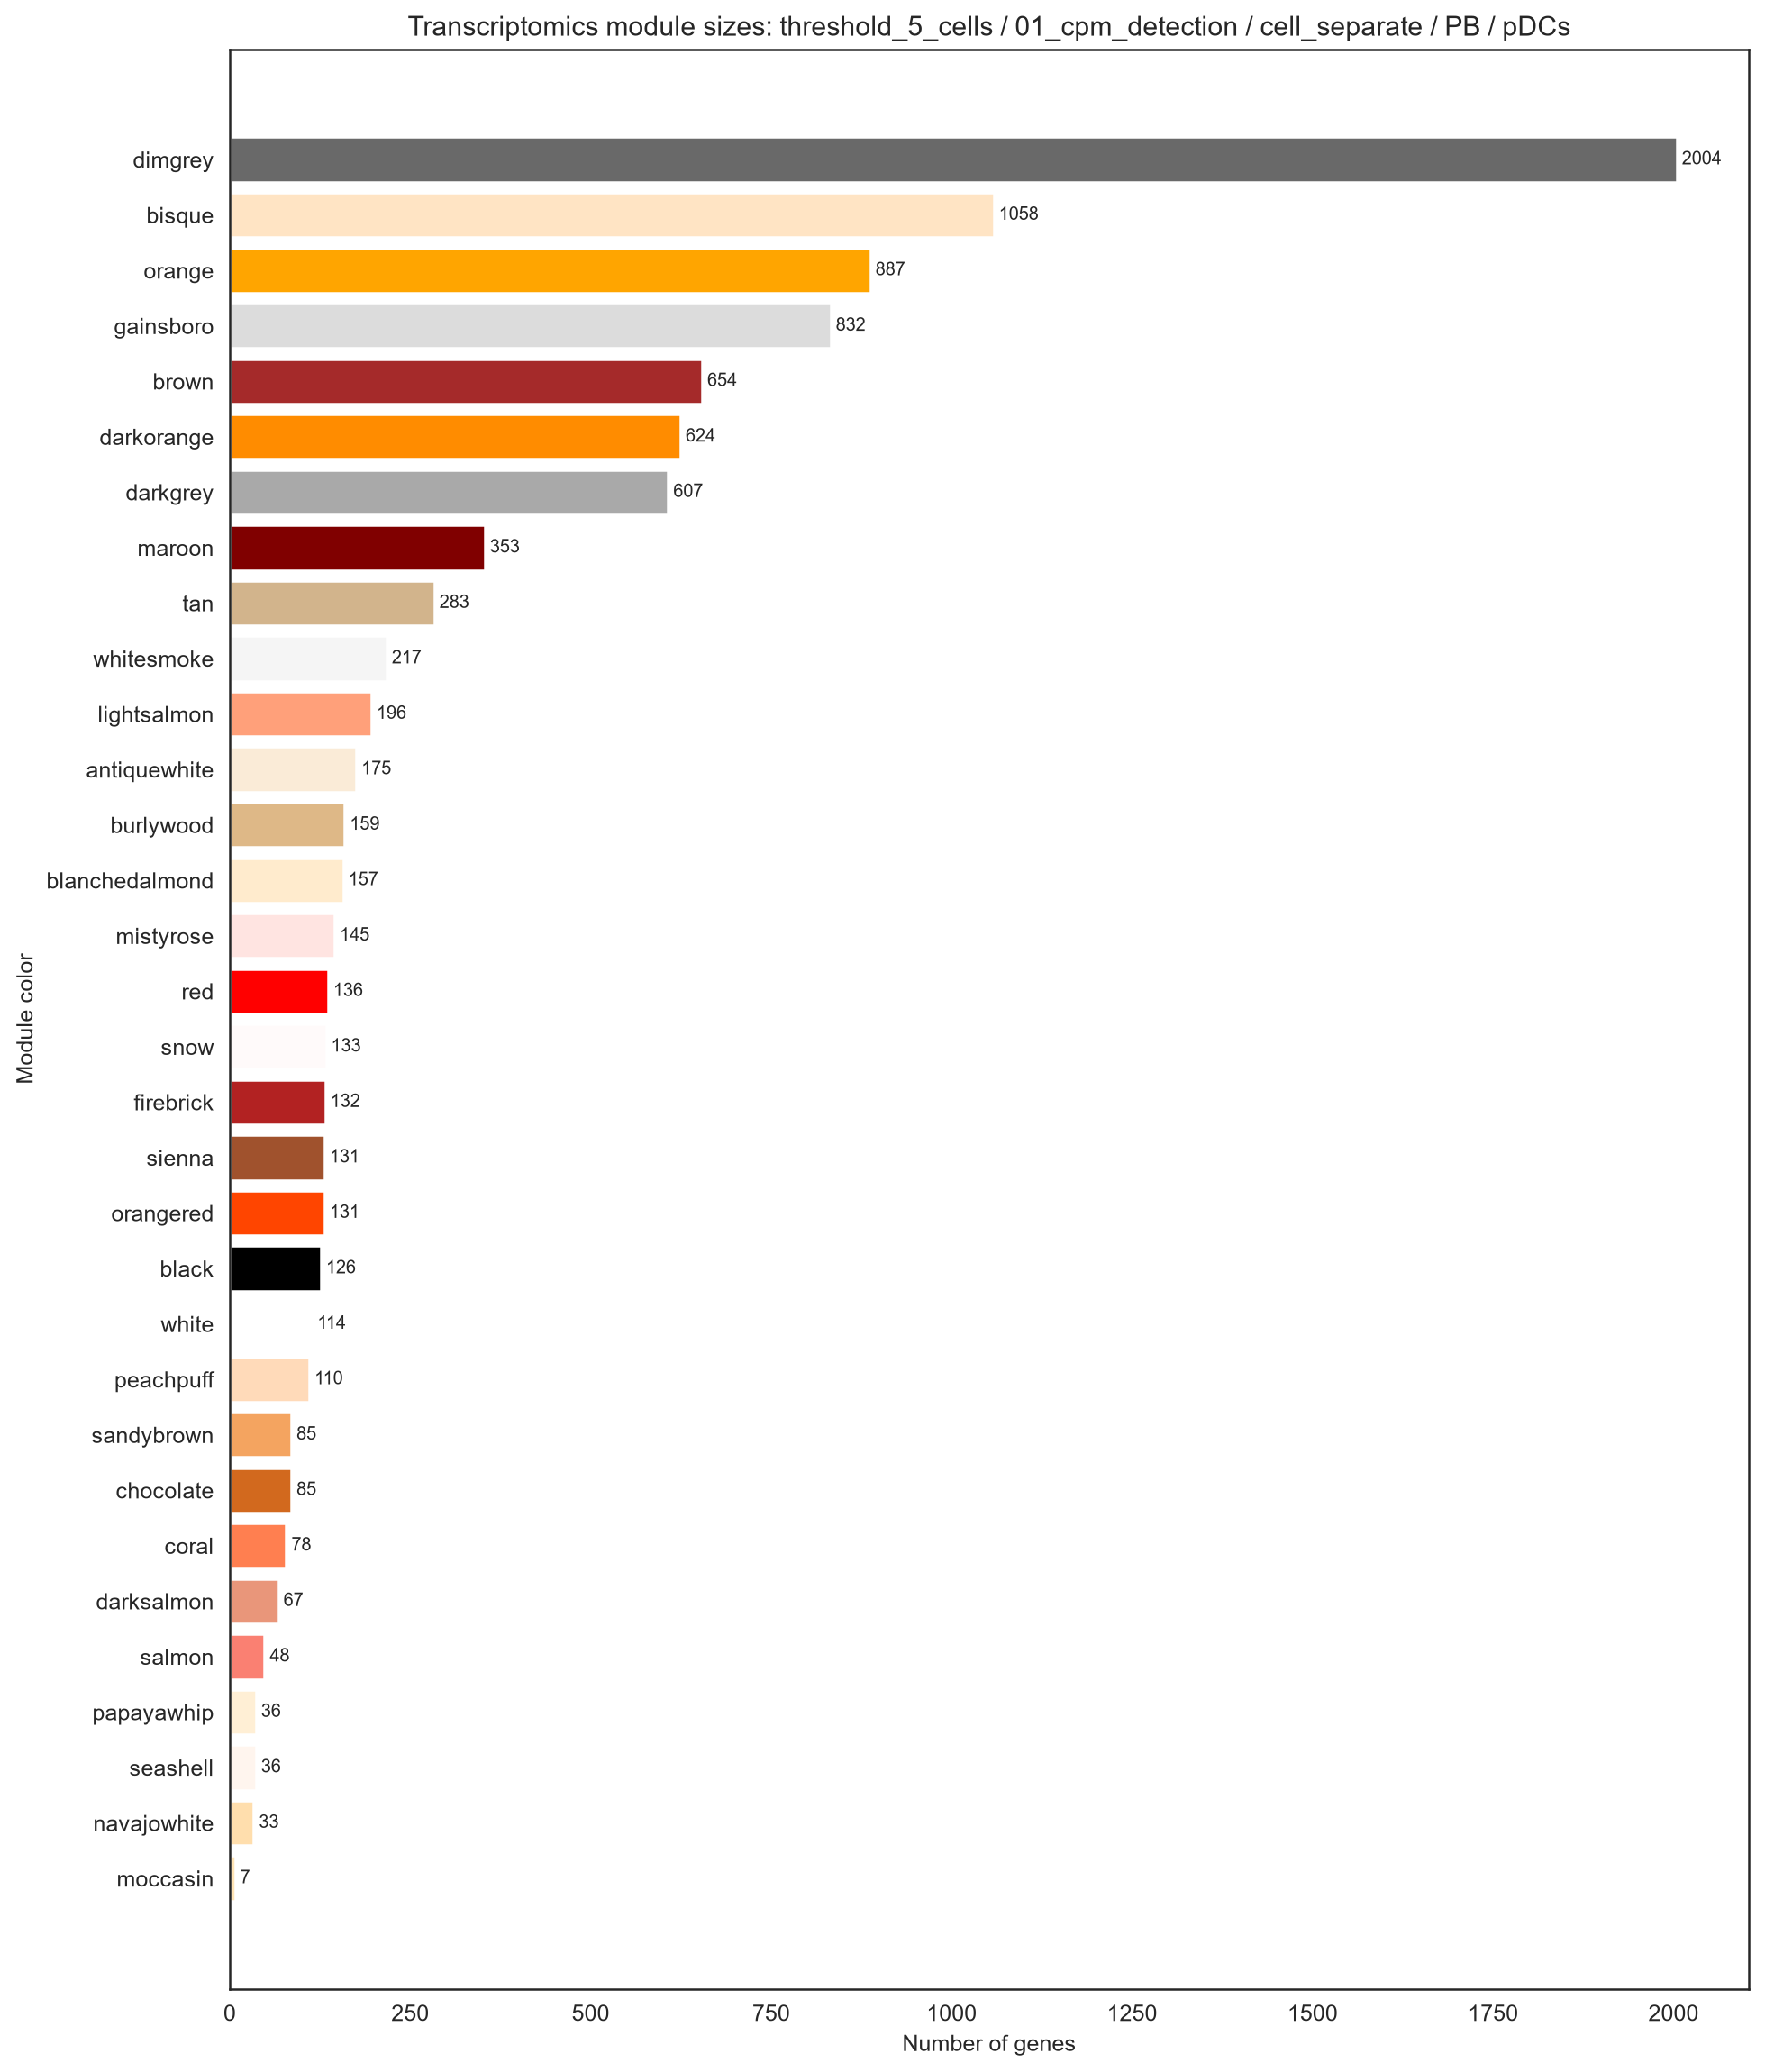 Transcriptomics module sizes: threshold_5_cells / 01_cpm_detection / cell_separate / PB / pDCs
dimgrey 2004
bisque 1058
orange 887
gainsboro 832
brown 654
darkorange 624
darkgrey 607
maroon 353
tan 283
whitesmoke 217
lightsalmon 196
antiquewhite 175
burlywood 159
blanchedalmond 157
mistyrose 145
red 136
snow 133
firebrick 132
sienna 131
orangered 131
black 126
white 114
peachpuff 110
sandybrown 85
chocolate 85
coral 78
darksalmon 67
salmon 48
papayawhip 36
seashell 36
navajowhite 33
moccasin 7
Module color
0 250 500 750 1000 1250 1500 1750 2000
Number of genes